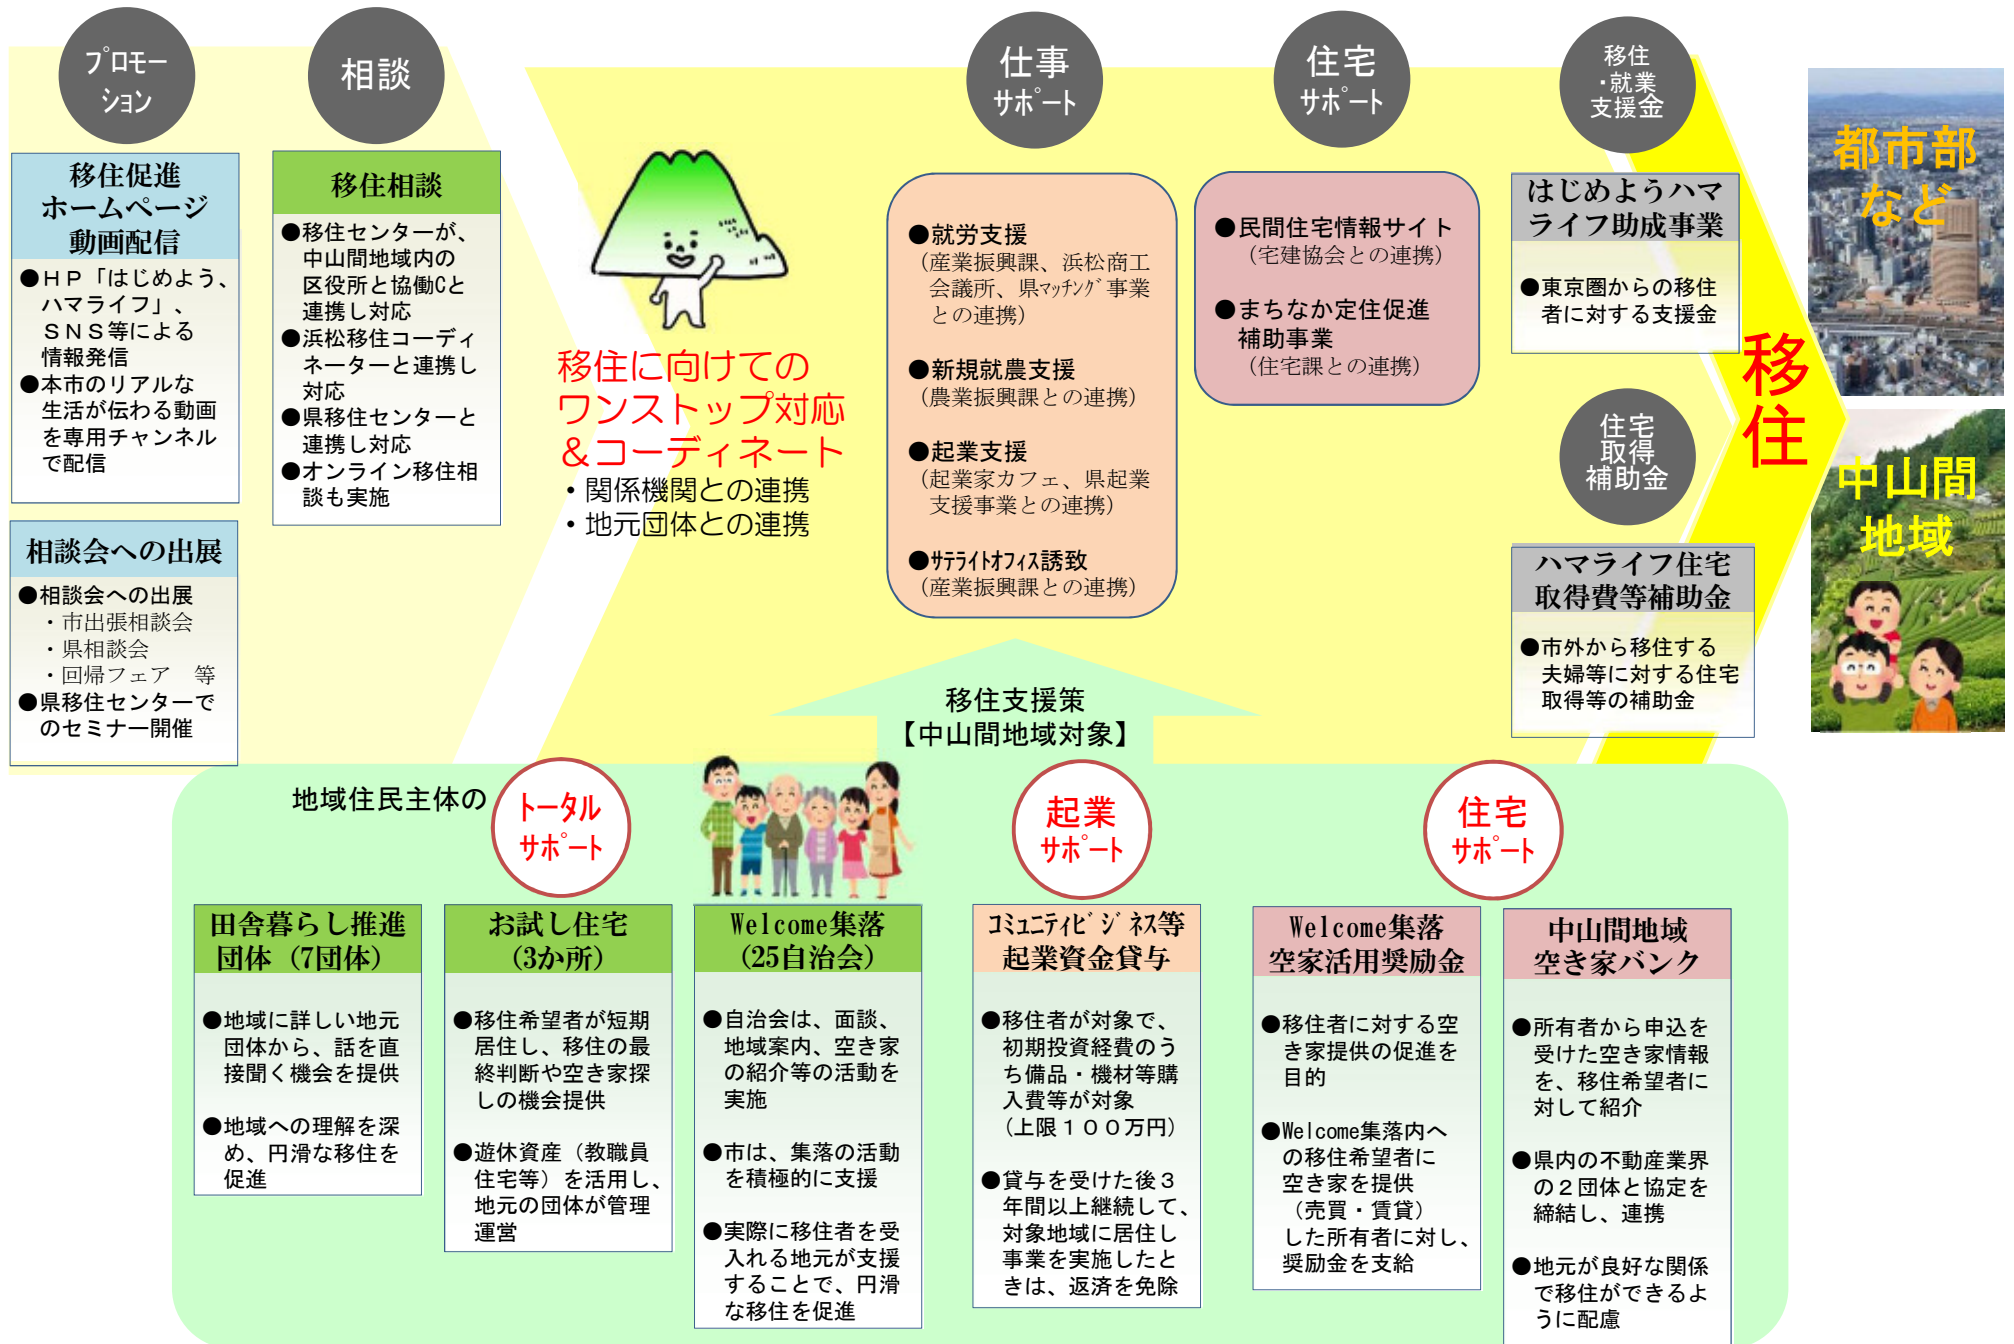 プロモー
ション
移住促進
ホームページ
動画配信
●ＨＰ「はじめよう、
ハマライフ」、
ＳＮＳ等による
情報発信
●本市のリアルな
生活が伝わる動画
を専用チャンネル
で配信
相談会への出展
●相談会への出展
・市出張相談会
・県相談会
・回帰フェア　等
●県移住センターで
のセミナー開催
相談
移住相談
●移住センターが、
中山間地域内の
区役所と協働Cと
連携し対応
●浜松移住コーディ
ネーターと連携し
対応
●県移住センターと
連携し対応
●オンライン移住相
談も実施
移住に向けての
ワンストップ対応
＆コーディネート
・関係機関との連携
・地元団体との連携
仕事
ｻﾎﾟｰﾄ
●就労支援
（産業振興課、浜松商工
会議所、県ﾏｯﾁﾝｸﾞ事業
との連携）
●新規就農支援
（農業振興課との連携）
●起業支援
（起業家カフェ、県起業
支援事業との連携）
●ｻﾃﾗｲﾄｵﾌｨｽ誘致
（産業振興課との連携）
住宅
ｻﾎﾟｰﾄ
●民間住宅情報サイト
（宅建協会との連携）
●まちなか定住促進
補助事業
（住宅課との連携）
移住
・就業
支援金
はじめようハマ
ライフ助成事業
●東京圏からの移住
者に対する支援金
住宅
取得
補助金
ハマライフ住宅
取得費等補助金
●市外から移住する
夫婦等に対する住宅
取得等の補助金
移住
都市部
など
中山間
地域
移住支援策
【中山間地域対象】
地域住民主体の
ﾄｰﾀﾙ
ｻﾎﾟｰﾄ
起業
ｻﾎﾟｰﾄ
住宅
ｻﾎﾟｰﾄ
田舎暮らし推進
団体（7団体）
●地域に詳しい地元
団体から、話を直
接聞く機会を提供
●地域への理解を深
め、円滑な移住を
促進
お試し住宅
（3か所）
●移住希望者が短期
居住し、移住の最
終判断や空き家探
しの機会提供
●遊休資産（教職員
住宅等）を活用し、
地元の団体が管理
運営
Welcome集落
（25自治会）
●自治会は、面談、
地域案内、空き家
の紹介等の活動を
実施
●市は、集落の活動
を積極的に支援
●実際に移住者を受
入れる地元が支援
することで、円滑
な移住を促進
ｺﾐｭﾆﾃｨﾋﾞｼﾞﾈｽ等
起業資金貸与
●移住者が対象で、
初期投資経費のう
ち備品・機材等購
入費等が対象
（上限１００万円）
●貸与を受けた後３
年間以上継続して、
対象地域に居住し
事業を実施したと
きは、返済を免除
Welcome集落
空家活用奨励金
●移住者に対する空
き家提供の促進を
目的
●Welcome集落内へ
の移住希望者に
空き家を提供
（売買・賃貸）
した所有者に対し、
奨励金を支給
中山間地域
空き家バンク
●所有者から申込を
受けた空き家情報
を、移住希望者に
対して紹介
●県内の不動産業界
の２団体と協定を
締結し、連携
●地元が良好な関係
で移住ができるよ
うに配慮